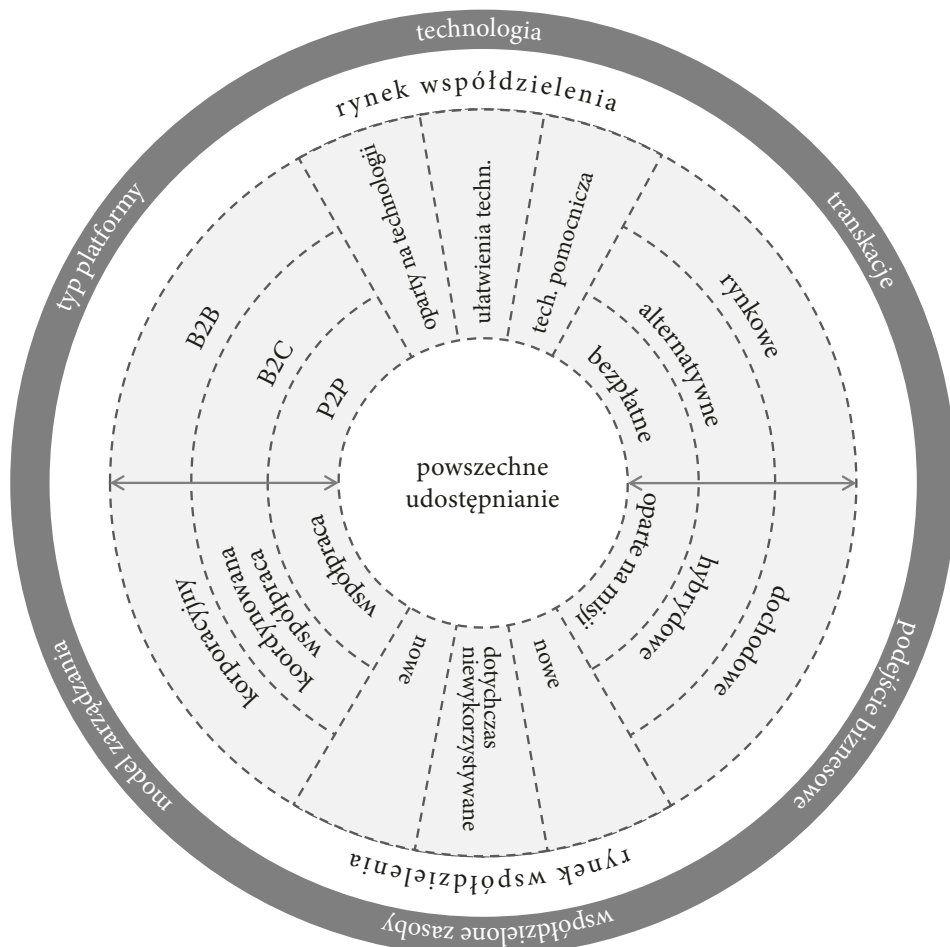 technologia
rynek współdzielenia
typ platformy
transkacje
oparty na technologii
ułatwienia techn.
tech. pomocnicza
B2B
B2C
P2P
rynkowe
alternatywne
bezpłatne
powszechne
udostępnianie
korporacyjny
koordynowana
współpraca
współpraca
nowe
dotychczas
niewykorzystywane
nowe
oparte na misji
hybrydowe
dochodowe
model zarządzania
podejście biznesowe
rynek współdzielenia
współdzielone zasoby